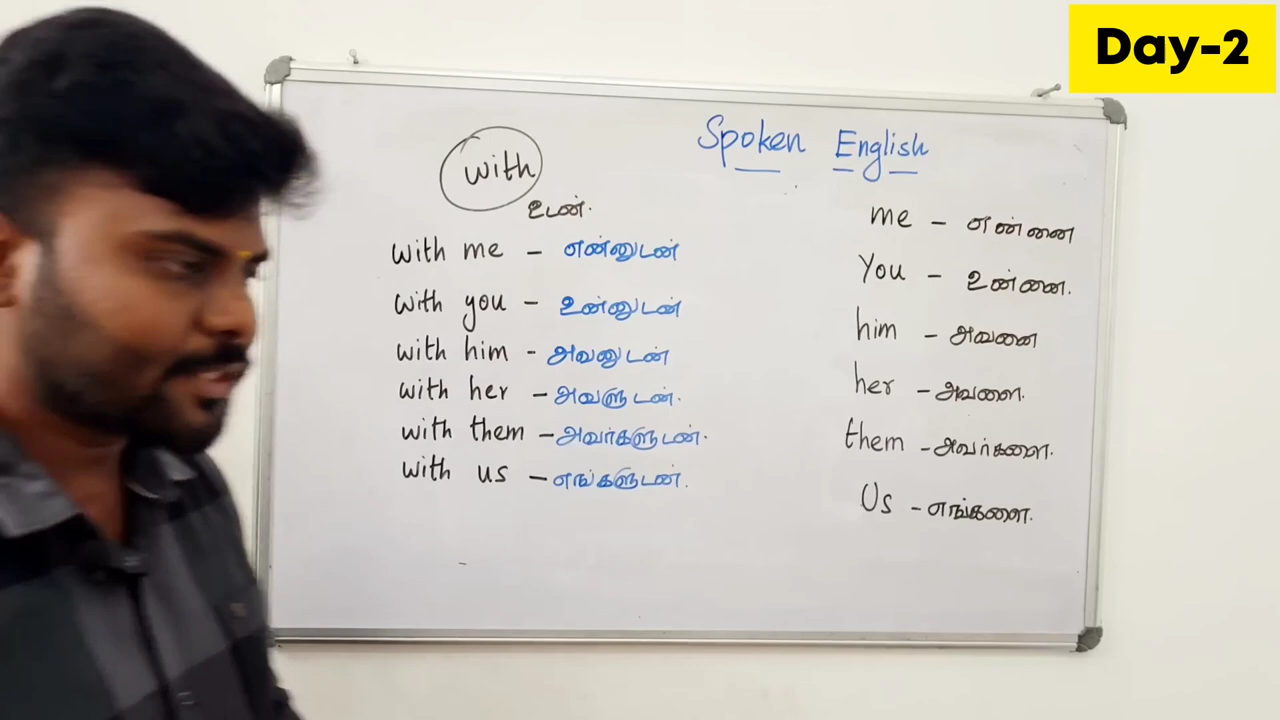 Day-2
Spoken English
with
உடன்.
with me - என்னுடன்
with you - உன்னுடன்
with him - அவனுடன்
with her - அவளுடன்.
with them - அவர்களுடன்.
with us - எங்களுடன்.
me - என்னை
You - உன்னை.
him - அவனை
her - அவளை.
them - அவர்களை.
Us - எங்களை.